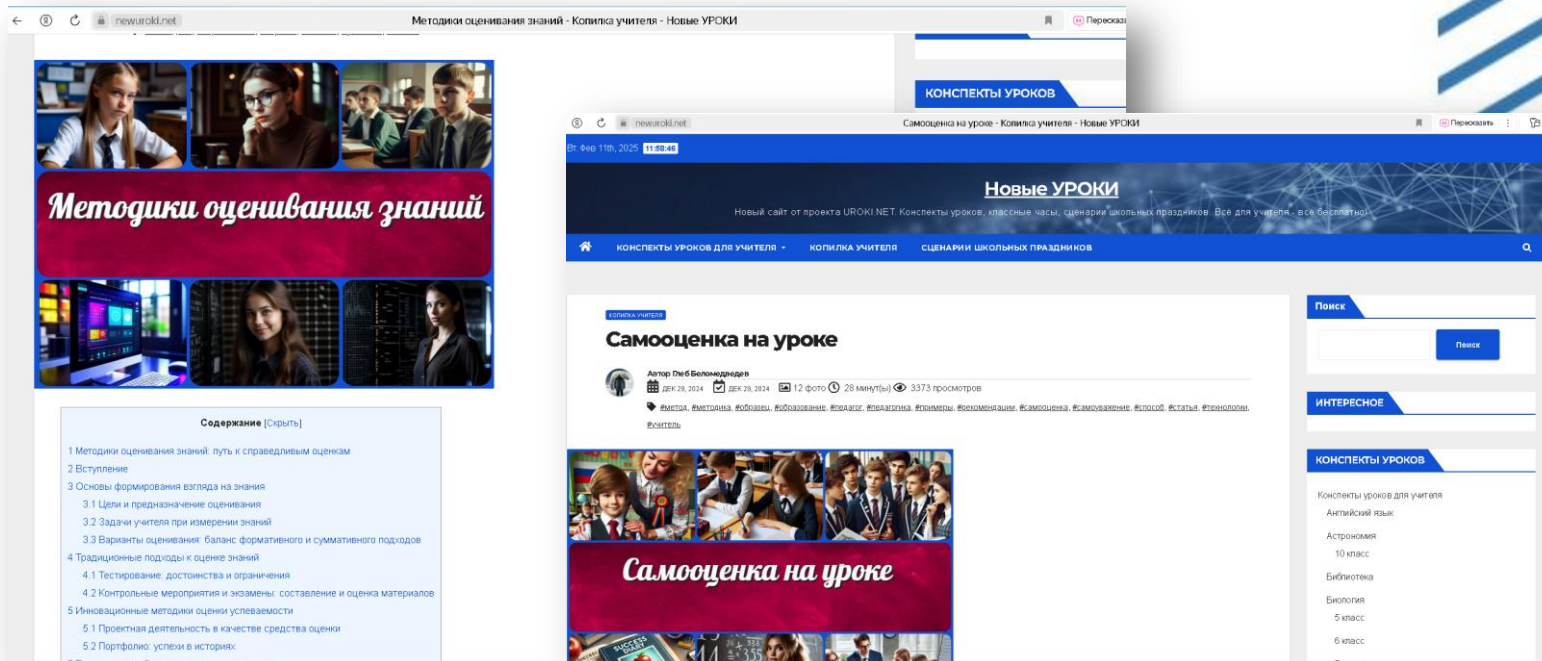 newuroki.net
Методики оценивания знаний - Копилка учителя - Новые УРОКИ
КОНСПЕКТЫ УРОКОВ
Методики оценивания знаний
Содержание [Скрыть]
1 Методики оценивания знаний: путь к справедливым оценкам
2 Вступление
3 Основы формирования взгляда на знания
3.1 Цели и предназначение оценивания
3.2 Задачи учителя при измерении знаний
3.3 Варианты оценивания: баланс формативного и суммативного подходов
4 Традиционные подходы к оценке знаний
4.1 Тестирование: достоинства и ограничения
4.2 Контрольные мероприятия и экзамены: составление и оценка материалов
5 Инновационные методики оценки успеваемости
5.1 Проектная деятельность в качестве средства оценки
5.2 Портфолио: успехи в историях
newuroki.net
Самооценка на уроке - Копилка учителя - Новые УРОКИ
Пересказать
Вт. Фев 11th, 2025 11:58:46
Новые УРОКИ
Новый сайт от проекта UROKI.NET. Конспекты уроков, классные часы, сценарии школьных праздников. Всё для учителя - всё бесплатно!
КОНСПЕКТЫ УРОКОВ ДЛЯ УЧИТЕЛЯ
КОПИЛКА УЧИТЕЛЯ
СЦЕНАРИИ ШКОЛЬНЫХ ПРАЗДНИКОВ
КОПИЛКА УЧИТЕЛЯ
Самооценка на уроке
Автор Глеб Беломедведев
ДЕК 29, 2024 ДЕК 29, 2024 12 фото 28 минут(ы) 3373 просмотров
#метод, #методика, #образец, #образование, #педагог, #педагогика, #примеры, #рекомендации, #самооценка, #самоуважение, #способ, #статья, #технологии,
#учитель
Самооценка на уроке
SUCCESS
DIARY
Поиск
Поиск
ИНТЕРЕСНОЕ
КОНСПЕКТЫ УРОКОВ
Конспекты уроков для учителя
Английский язык
Астрономия
10 класс
Библиотека
Биология
5 класс
6 класс